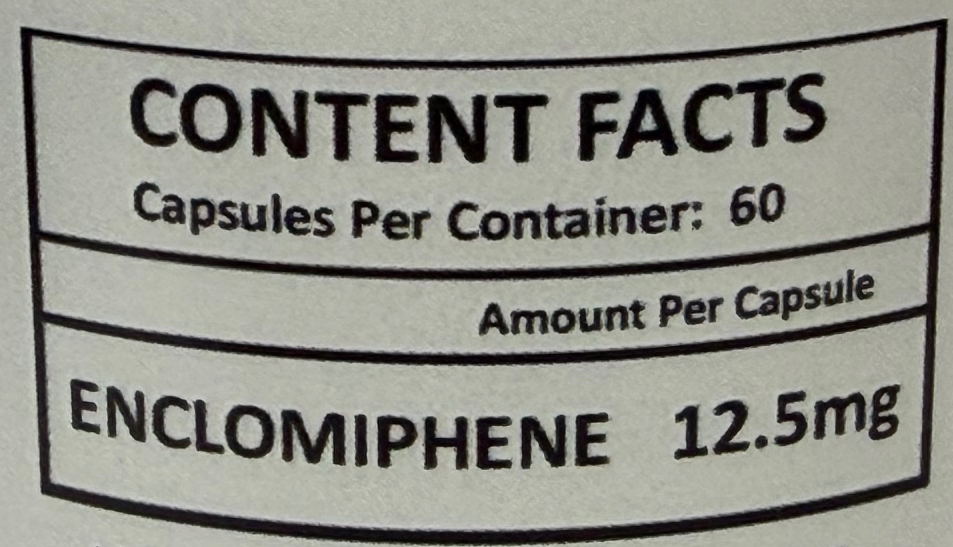 CONTENT FACTS
Capsules Per Container: 60
Amount Per Capsule
ENCLOMIPHENE 12.5mg